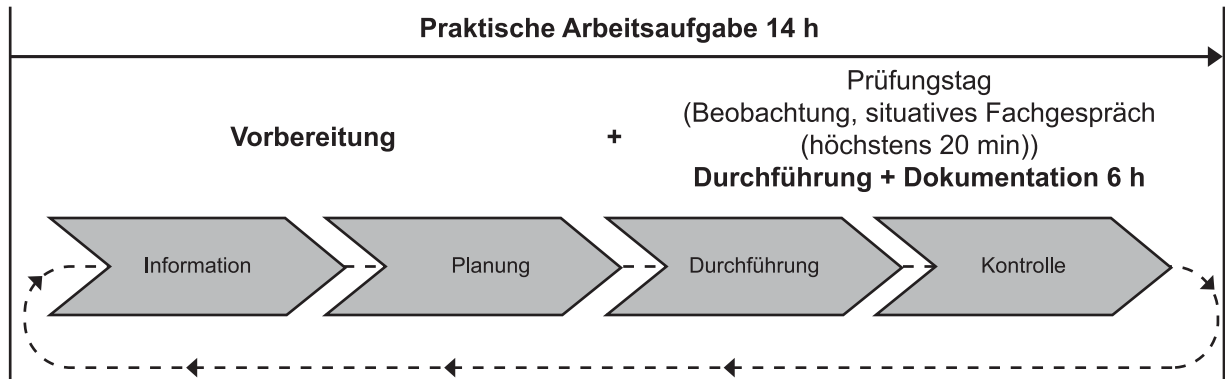 Praktische Arbeitsaufgabe 14 h
Prüfungstag
(Beobachtung, situatives Fachgespräch
Vorbereitung + (höchstens 20 min))
Durchführung + Dokumentation 6 h
Information Planung Durchführung Kontrolle